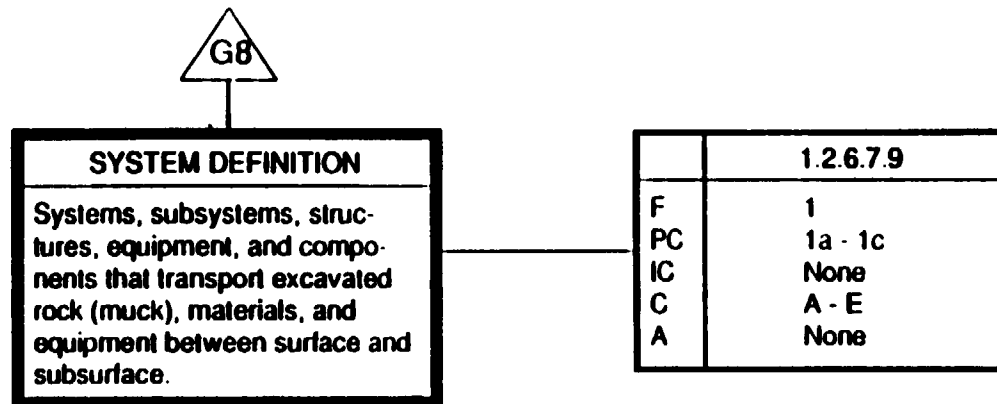 G8
SYSTEM DEFINITION
Systems, subsystems, struc-
tures, equipment, and compo-
nents that transport excavated
rock (muck), materials, and
equipment between surface and
subsurface.
1.2.6.7.9
F 1
PC 1a - 1c
IC None
C A - E
A None